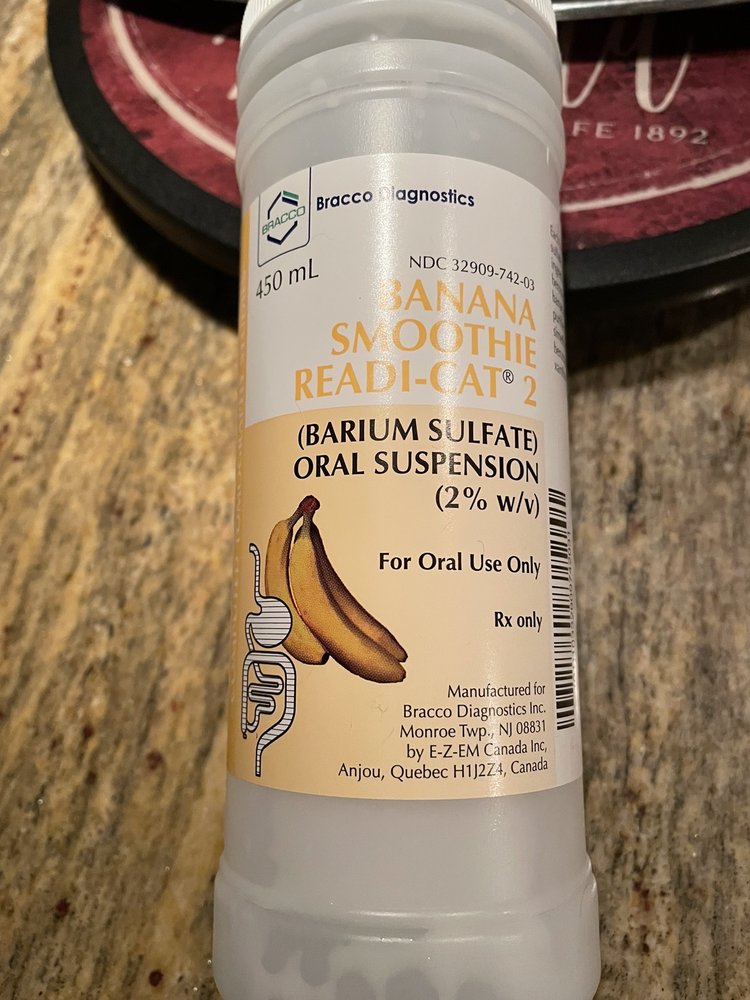 FE 1892
BRACCO
Bracco Diagnostics
450 mL
NDC 32909-742-03
BANANA
SMOOTHIE
READI-CAT® 2
(BARIUM SULFATE)
ORAL SUSPENSION
(2% w/v)
For Oral Use Only
Rx only
Manufactured for
Bracco Diagnostics Inc.
Monroe Twp., NJ 08831
by E-Z-EM Canada Inc,
Anjou, Quebec H1J2Z4, Canada